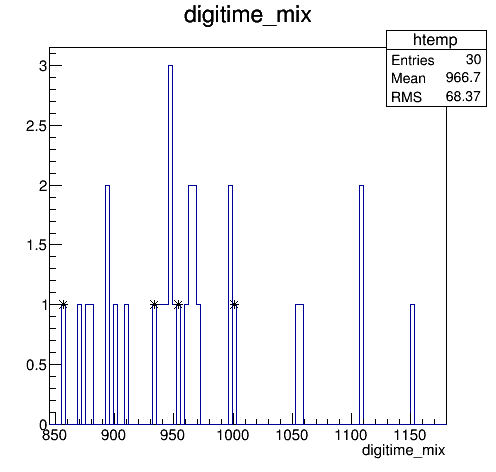 digitime_mix
htemp
Entries 30
Mean 966.7
RMS 68.37
3
2.5
2
1.5
1
0.5
0
850 900 950 1000 1050 1100 1150
digitime_mix